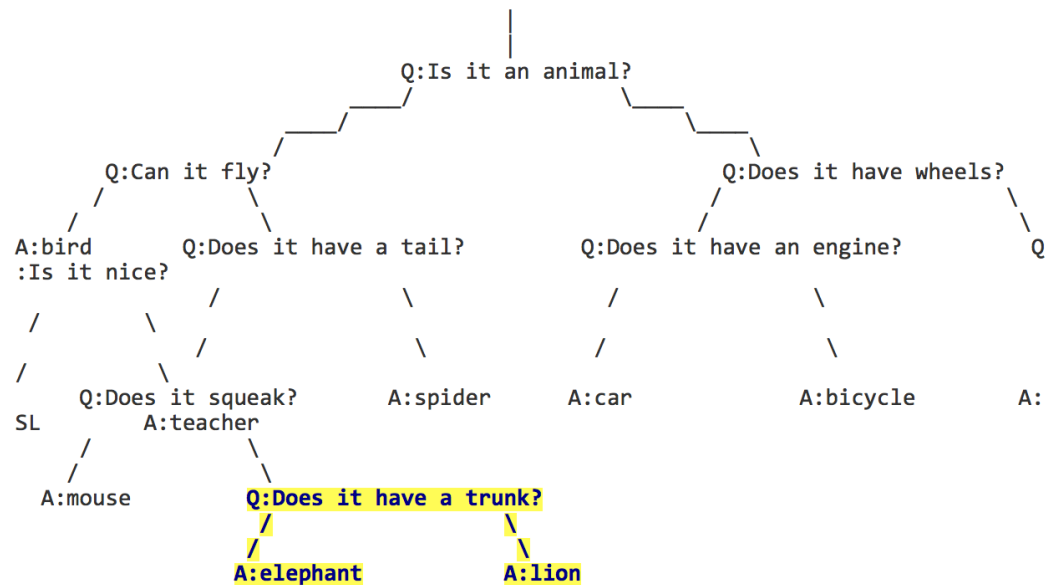 Q:Is it an animal?
Q:Can it fly? Q:Does it have wheels?
A:bird Q:Does it have a tail? Q:Does it have an engine? Q
:Is it nice?
Q:Does it squeak? A:spider A:car A:bicycle A:
SL A:teacher
A:mouse Q:Does it have a trunk?
A:elephant A:lion